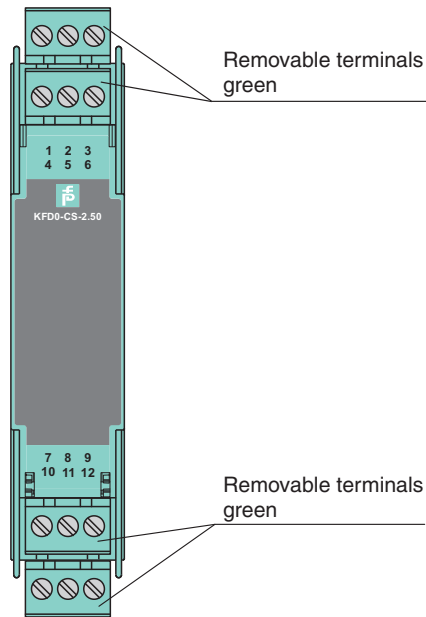 Removable terminals
green
1 2 3
4 5 6
KFD0-CS-2.50
7 8 9
10 11 12
Removable terminals
green